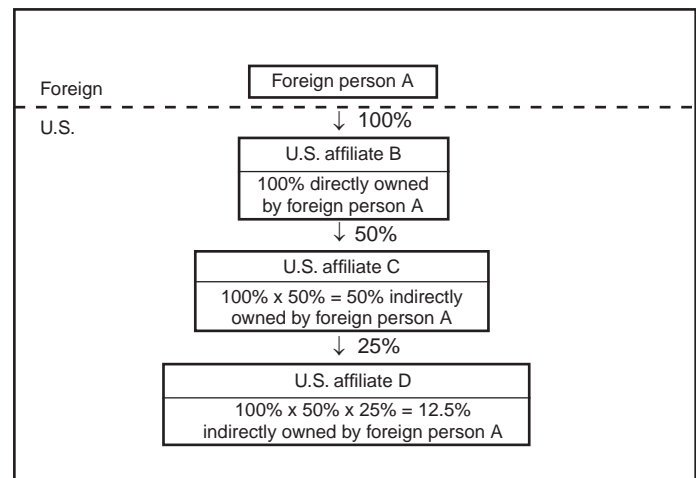 Foreign person A
Foreign
U.S.
↓ 100%
U.S. affiliate B
100% directly owned
by foreign person A
↓ 50%
U.S. affiliate C
100% x 50% = 50% indirectly
owned by foreign person A
↓ 25%
U.S. affiliate D
100% x 50% x 25% = 12.5%
indirectly owned by foreign person A